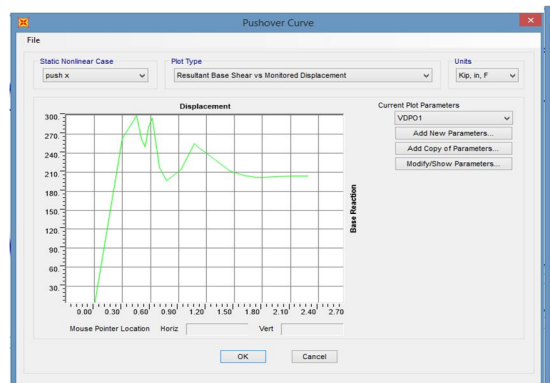 Pushover Curve
File
Static Nonlinear Case
push x
Plot Type
Resultant Base Shear vs Monitored Displacement
Units
Kip, in, F
Displacement
300.
270.
240.
210.
180.
150.
120.
90.
60.
30.
0.00 0.30 0.60 0.90 1.20 1.50 1.80 2.10 2.40 2.70
Base Reaction
Mouse Pointer Location Horiz Vert
Current Plot Parameters
VDPO1
Add New Parameters...
Add Copy of Parameters...
Modify/Show Parameters...
OK Cancel